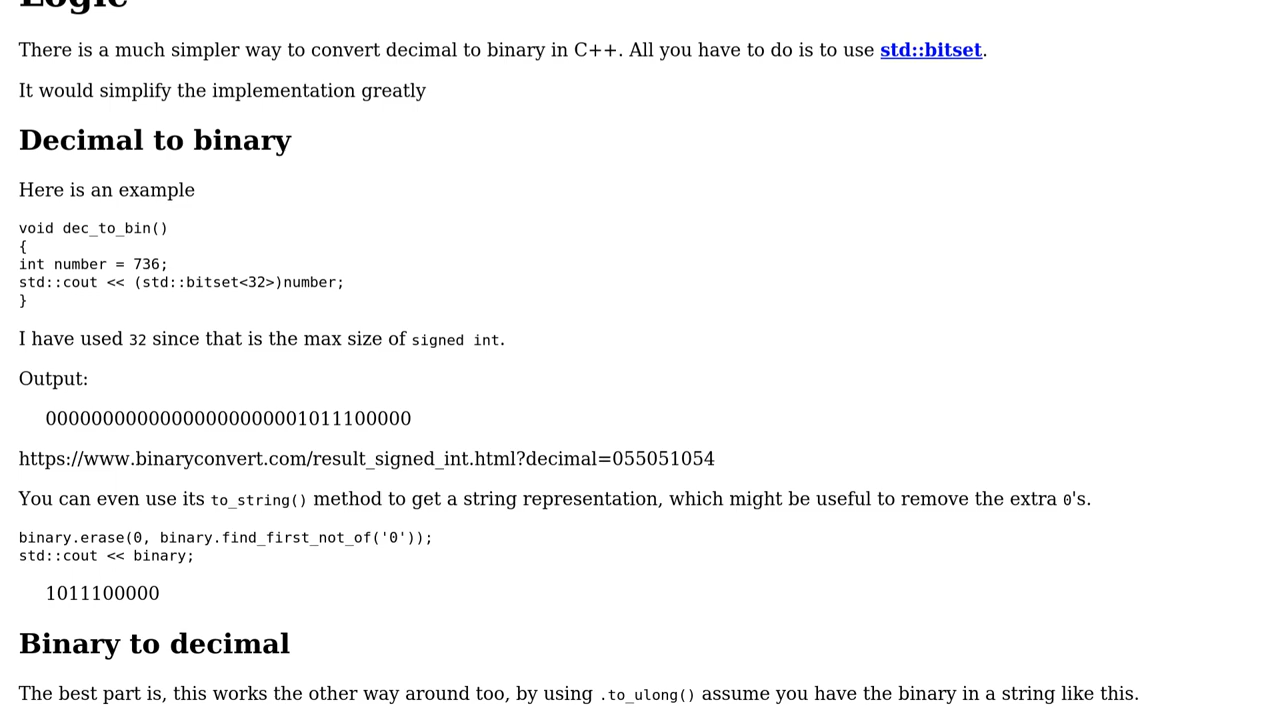 Logic
There is a much simpler way to convert decimal to binary in C++. All you have to do is to use std::bitset.
It would simplify the implementation greatly
Decimal to binary
Here is an example
void dec_to_bin()
{
int number = 736;
std::cout << (std::bitset<32>)number;
}
I have used 32 since that is the max size of signed int.
Output:
00000000000000000000001011100000
https://www.binaryconvert.com/result_signed_int.html?decimal=055051054
You can even use its to_string() method to get a string representation, which might be useful to remove the extra 0's.
binary.erase(0, binary.find_first_not_of('0'));
std::cout << binary;
1011100000
Binary to decimal
The best part is, this works the other way around too, by using .to_ulong() assume you have the binary in a string like this.